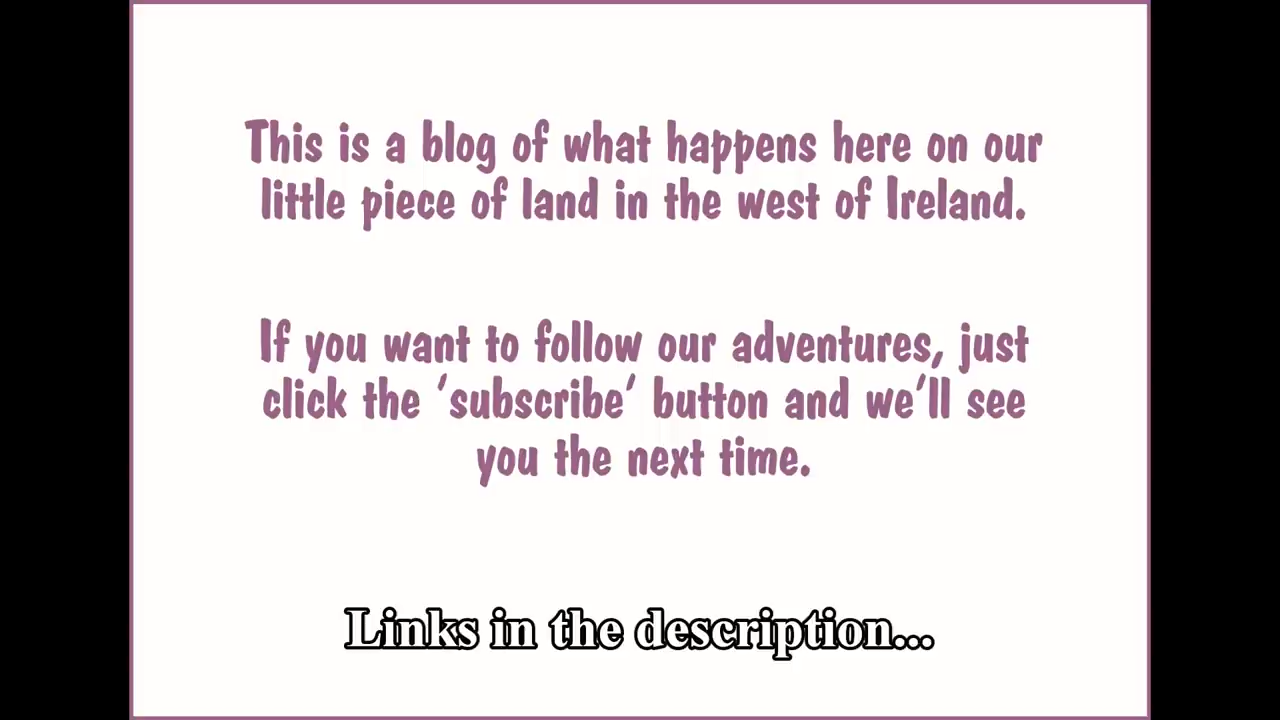 This is a blog of what happens here on our
little piece of land in the west of Ireland.
If you want to follow our adventures, just
click the ‘subscribe’ button and we’ll see
you the next time.
Links in the description...